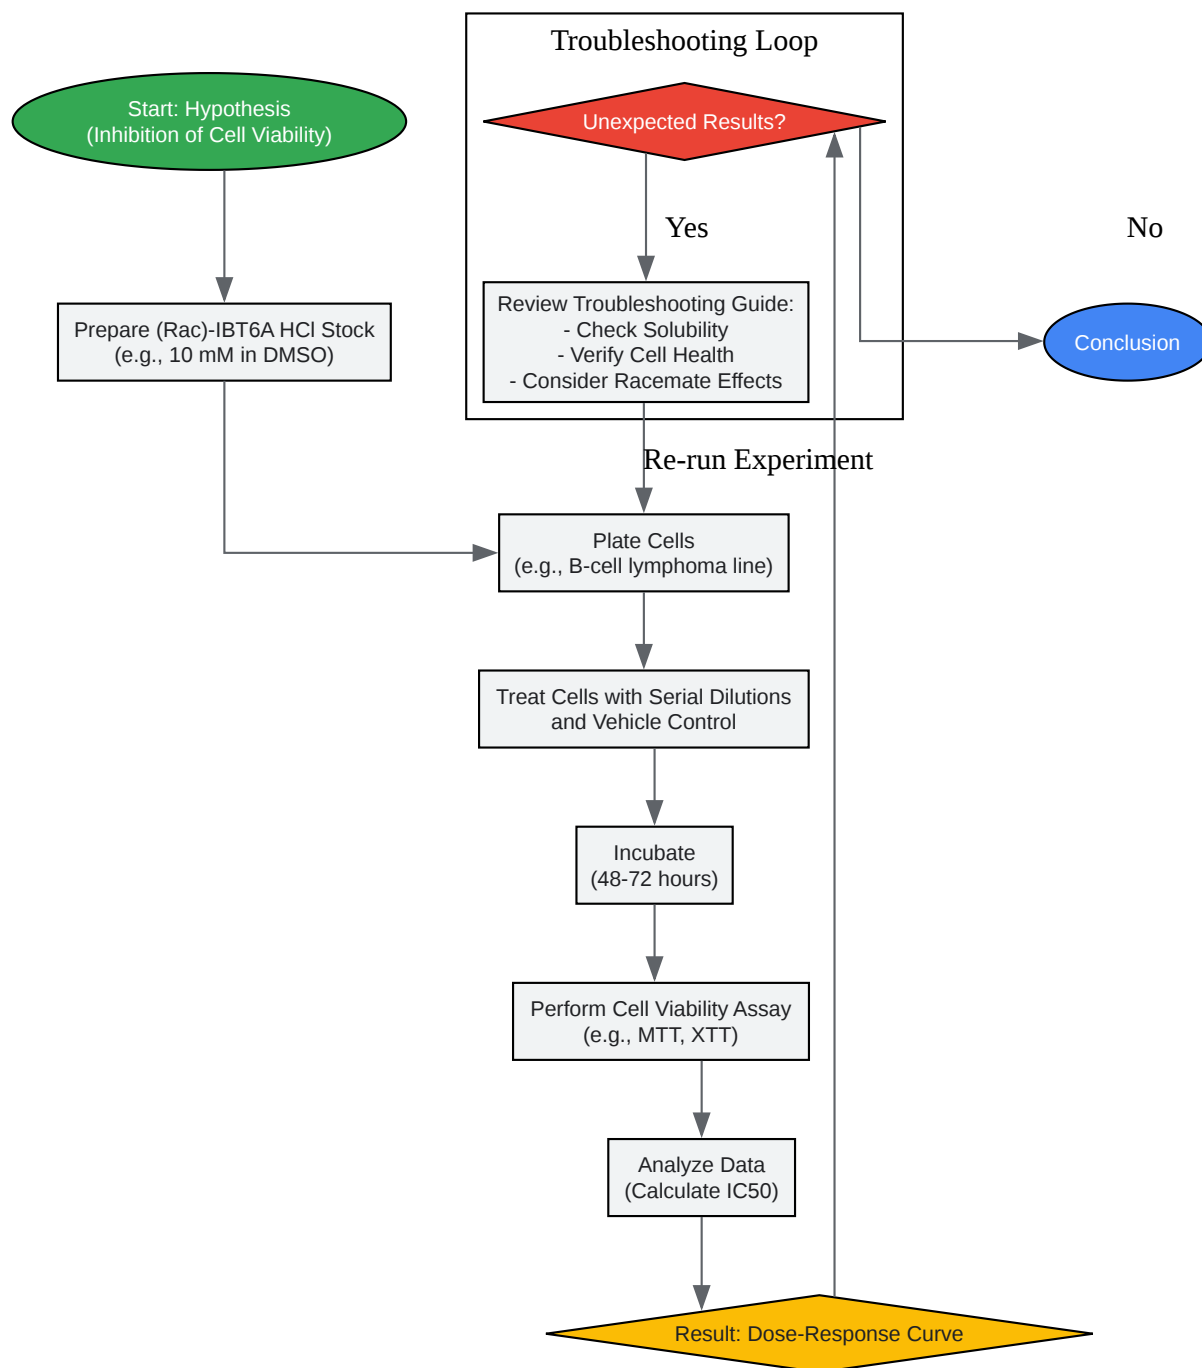 Troubleshooting Loop
Start: Hypothesis
(Inhibition of Cell Viability)
Unexpected Results?
Yes
No
Prepare (Rac)-IBT6A HCl Stock
(e.g., 10 mM in DMSO)
Review Troubleshooting Guide:
- Check Solubility
- Verify Cell Health
- Consider Racemate Effects
Conclusion
Re-run Experiment
Plate Cells
(e.g., B-cell lymphoma line)
Treat Cells with Serial Dilutions
and Vehicle Control
Incubate
(48-72 hours)
Perform Cell Viability Assay
(e.g., MTT, XTT)
Analyze Data
(Calculate IC50)
Result: Dose-Response Curve